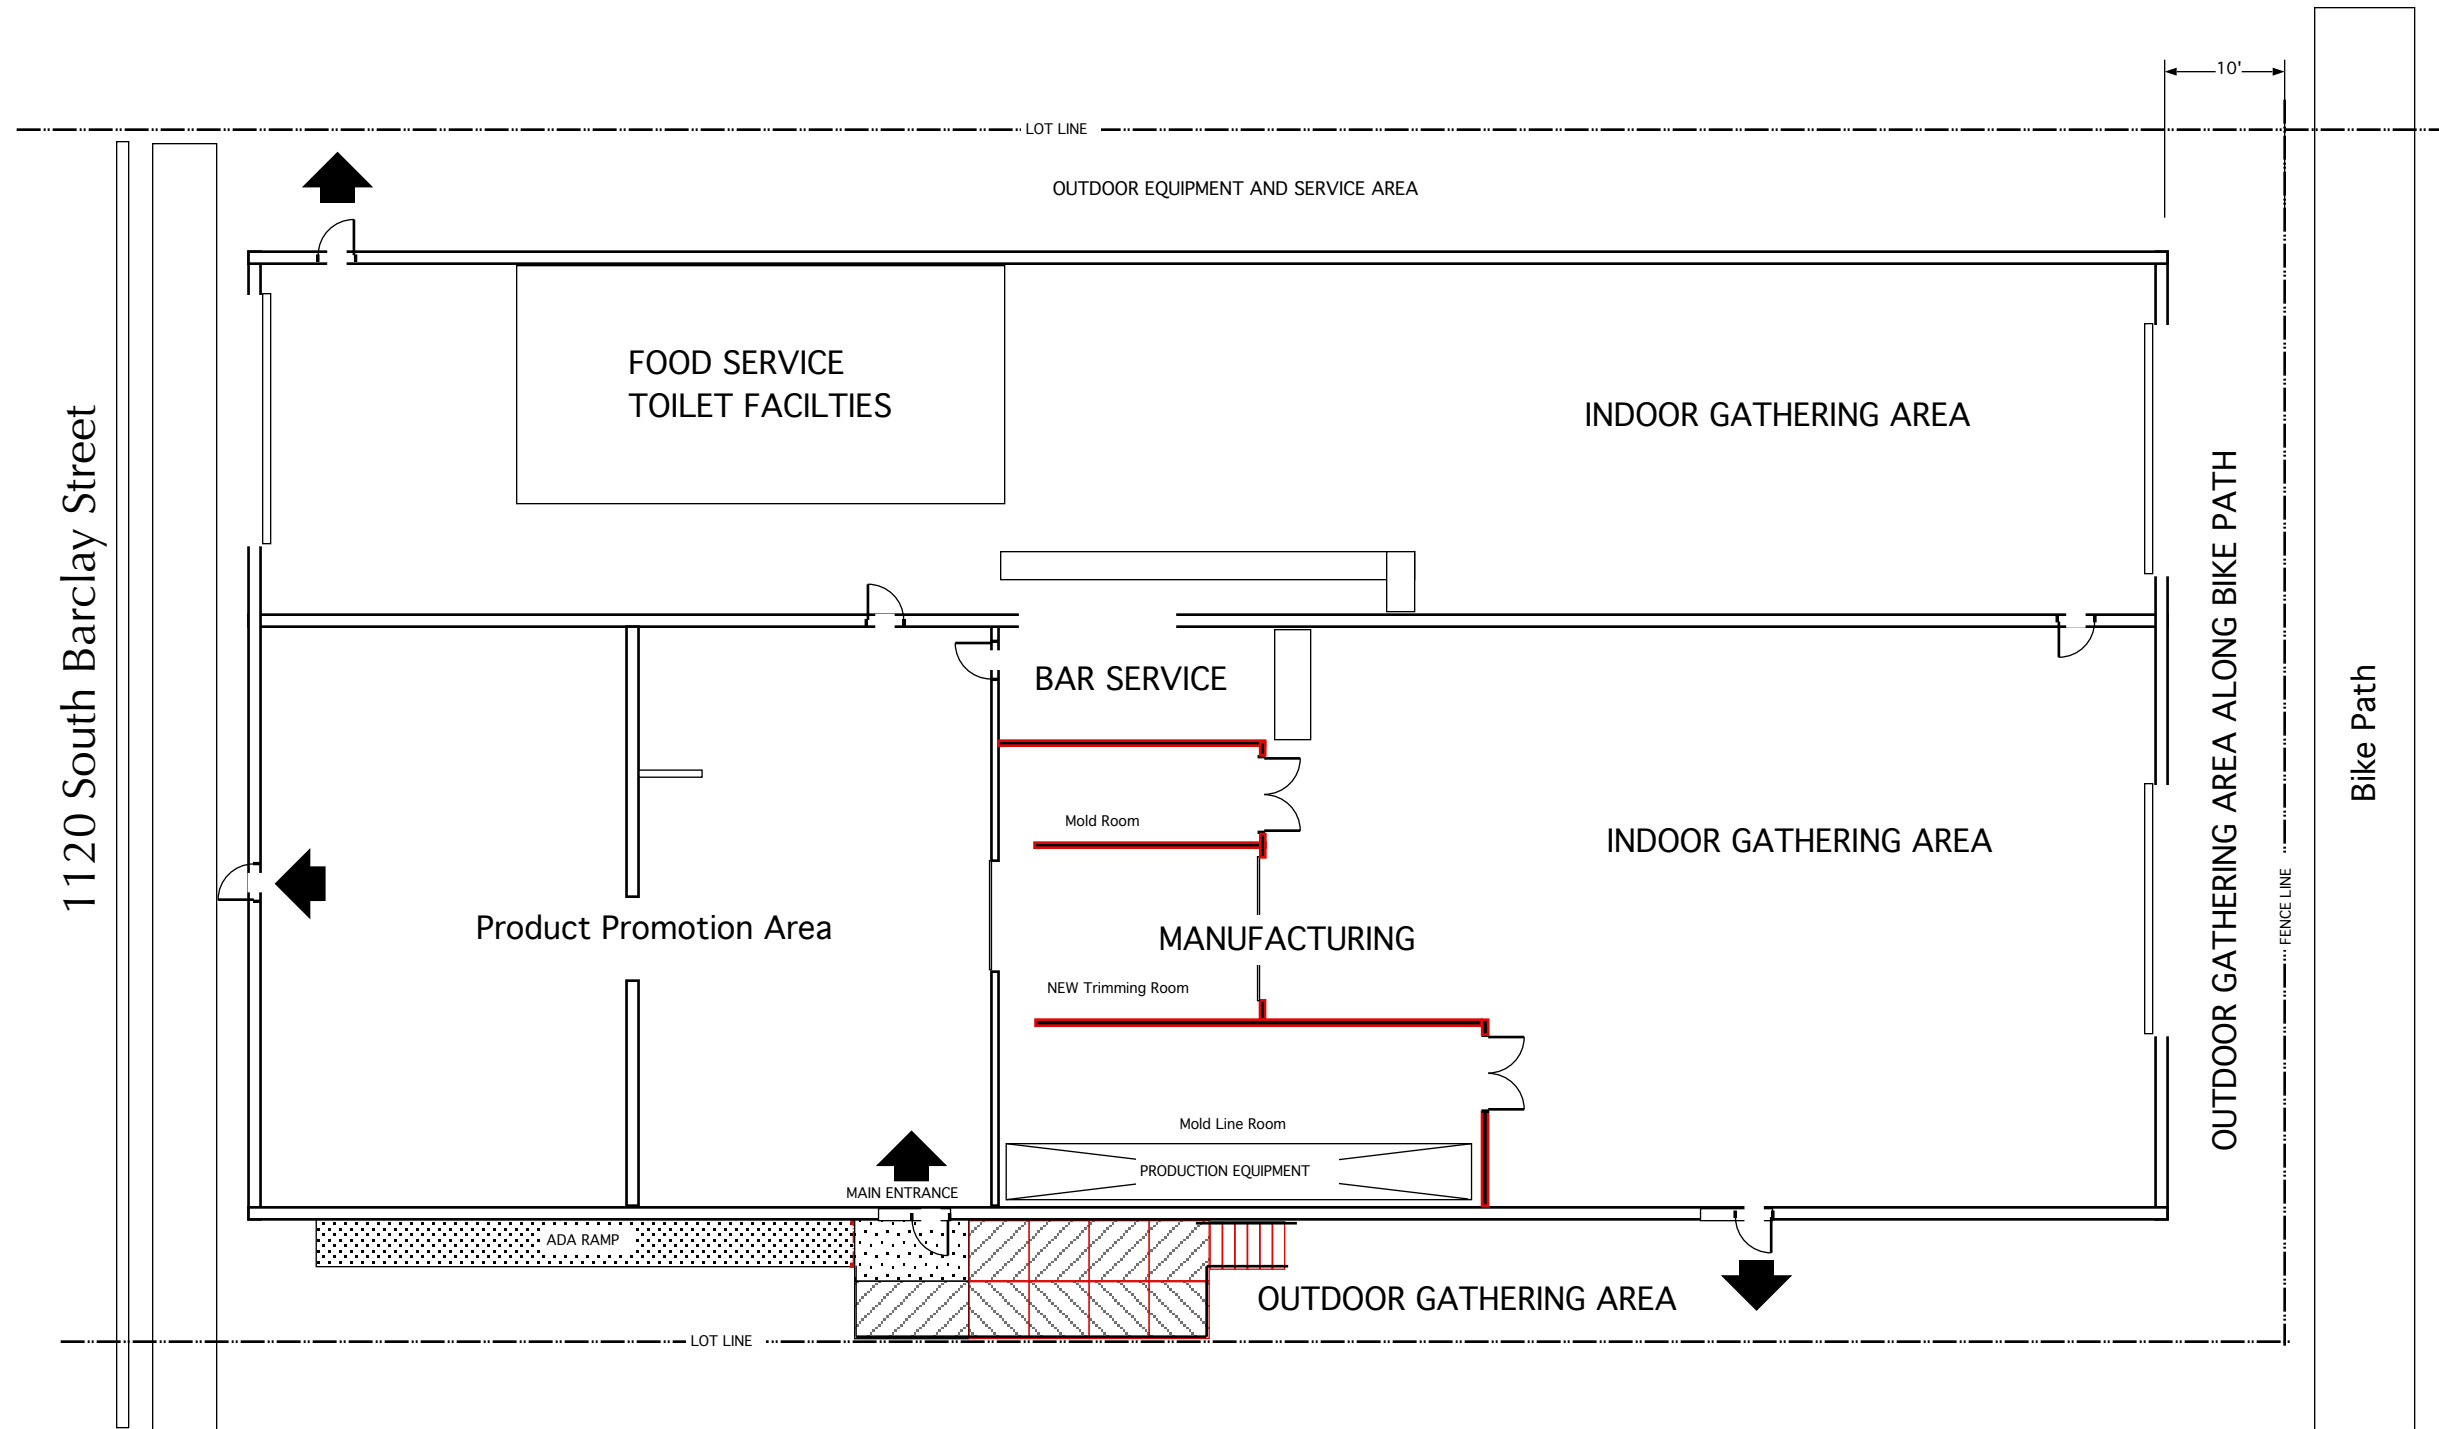 10'
LOT LINE
OUTDOOR EQUIPMENT AND SERVICE AREA
FOOD SERVICE
TOILET FACILTIES
INDOOR GATHERING AREA
1120 South Barclay Street
OUTDOOR GATHERING AREA ALONG BIKE PATH
Bike Path
BAR SERVICE
Mold Room
INDOOR GATHERING AREA
FENCE LINE
Product Promotion Area
MANUFACTURING
NEW Trimming Room
Mold Line Room
PRODUCTION EQUIPMENT
MAIN ENTRANCE
ADA RAMP
OUTDOOR GATHERING AREA
LOT LINE